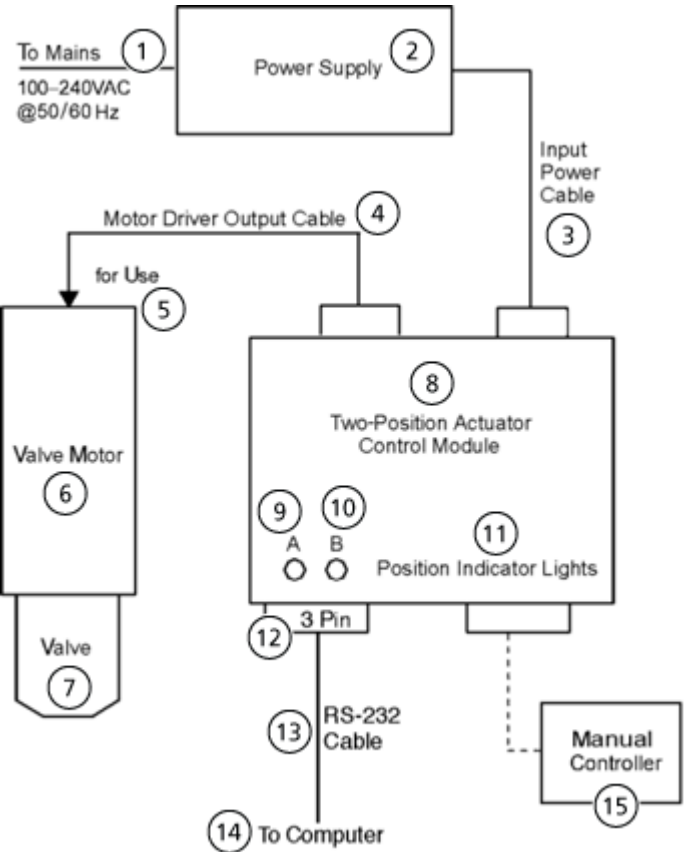 To Mains
1
100–240VAC
@50/60 Hz
Power Supply
2
Input
Power
Cable
3
Motor Driver Output Cable
4
for Use
5
Valve Motor
6
Valve
7
8
Two-Position Actuator
Control Module
9
10
A
B
11
Position Indicator Lights
12
3 Pin
13
RS-232
Cable
14
To Computer
Manual
Controller
15